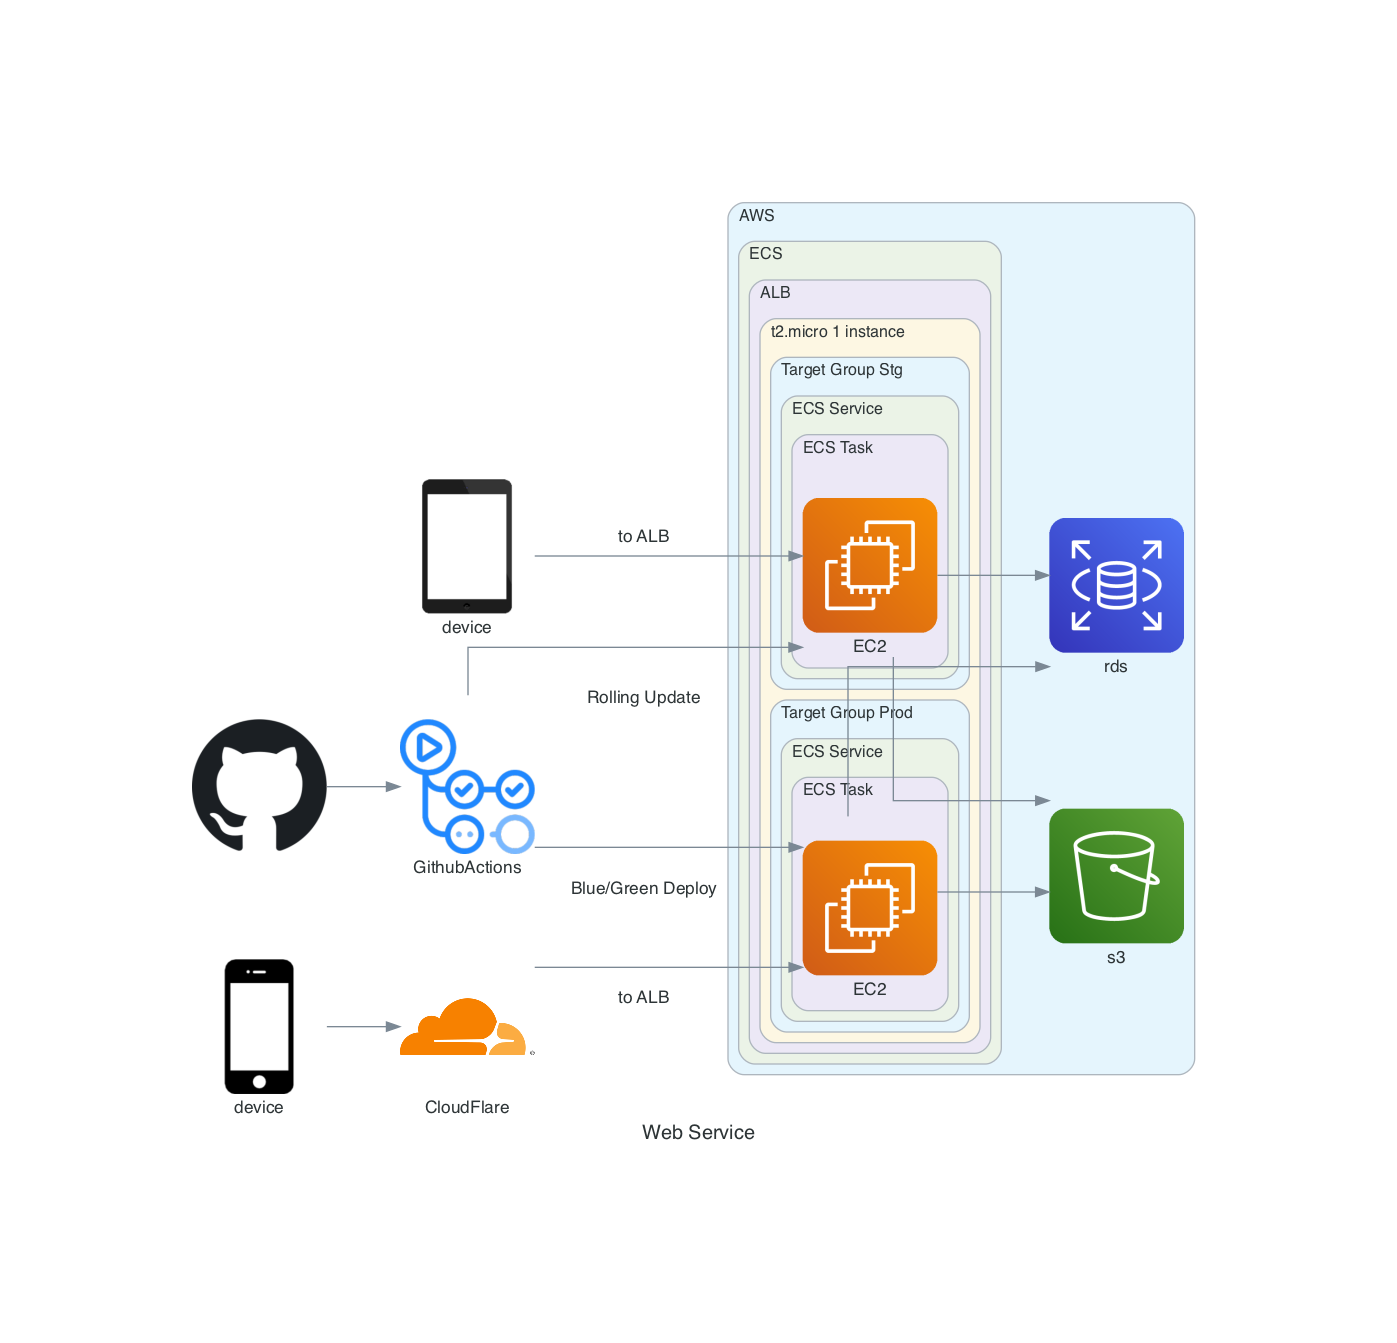 AWS
ECS
ALB
t2.micro 1 instance
Target Group Stg
ECS Service
ECS Task
to ALB
device
EC2
rds
Rolling Update
Target Group Prod
ECS Service
ECS Task
GithubActions
Blue/Green Deploy
s3
EC2
to ALB
device
CloudFlare
Web Service